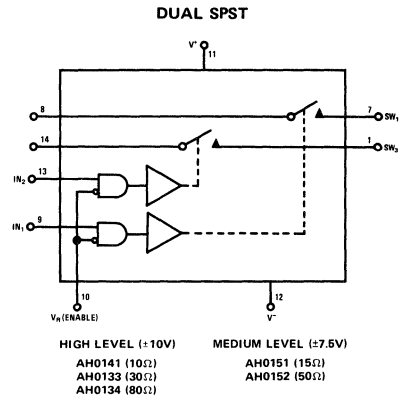 DUAL SPST
V+
11
8
7
SW1
14
1
SW3
13
IN2
9
IN1
10
12
VR (ENABLE)
V−
HIGH LEVEL (±10V) MEDIUM LEVEL (±7.5V)
AH0141 (10Ω) AH0151 (15Ω)
AH0133 (30Ω) AH0152 (50Ω)
AH0134 (80Ω)